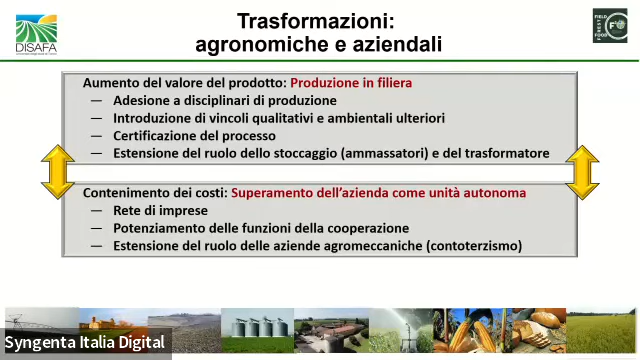 Trasformazioni:
agronomiche e aziendali
DISAFA
FOREST
FIELD
FOOD
Aumento del valore del prodotto: Produzione in filiera
— Adesione a disciplinari di produzione
— Introduzione di vincoli qualitativi e ambientali ulteriori
— Certificazione del processo
— Estensione del ruolo dello stoccaggio (ammassatori) e del trasformatore
Contenimento dei costi: Superamento dell'azienda come unità autonoma
— Rete di imprese
— Potenziamento delle funzioni della cooperazione
— Estensione del ruolo delle aziende agromeccaniche (contoterzismo)
Syngenta Italia Digital